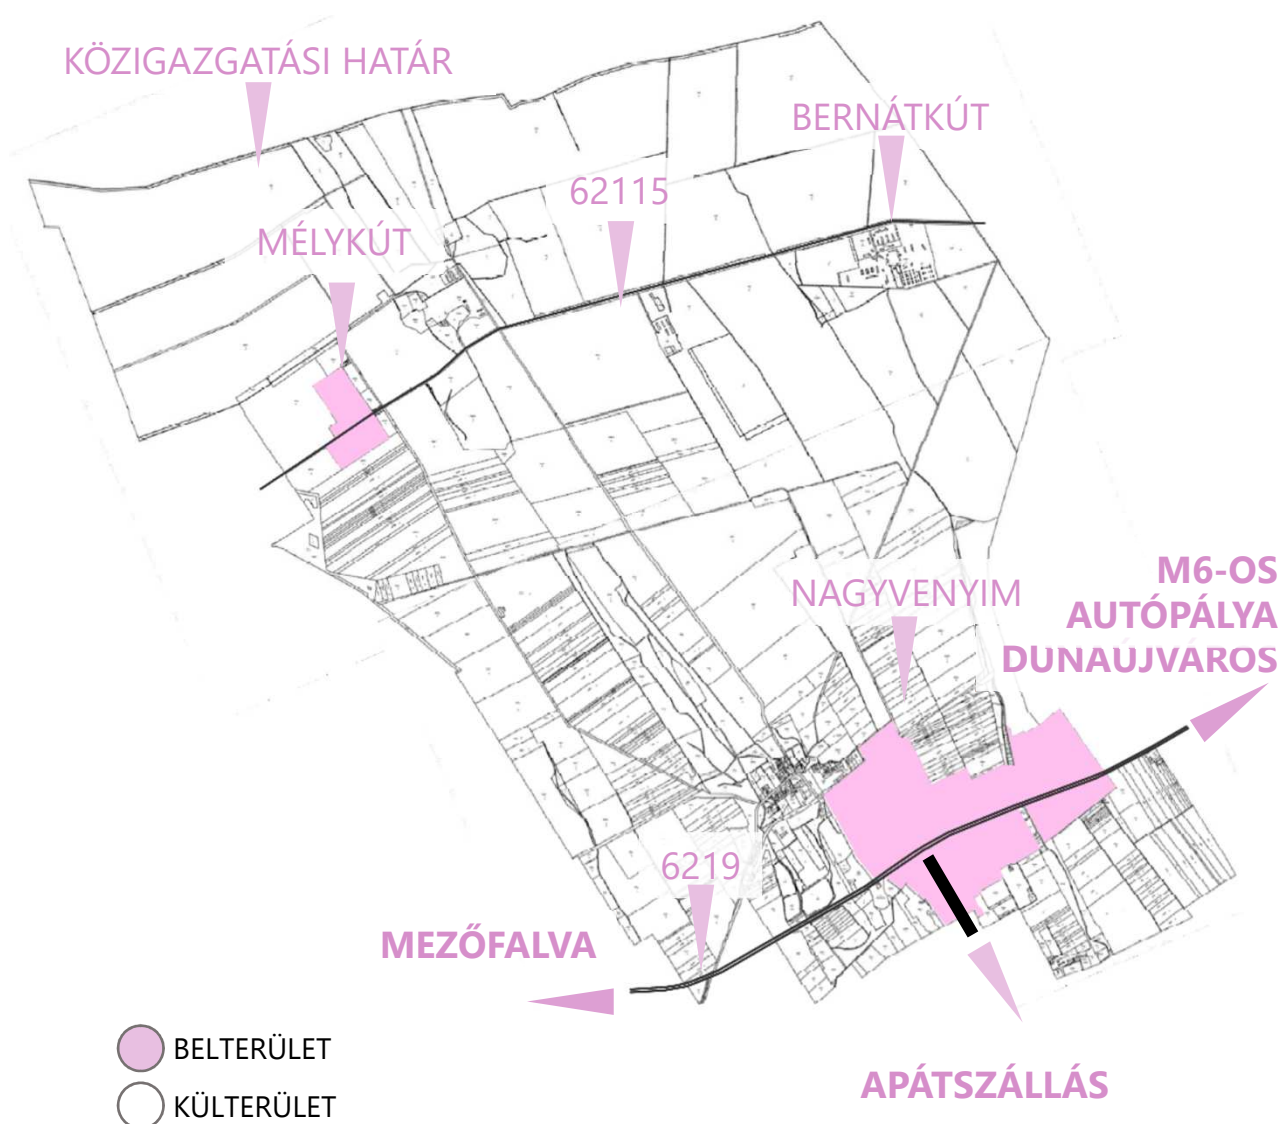 KÖZIGAZGATÁSI HATÁR
BERNÁTKÚT
62115
MÉLYKÚT
M6-OS
AUTÓPÁLYA
DUNAÚJVÁROS
NAGYVENYIM
6219
MEZŐFALVA
APÁTSZÁLLÁS
BELTERÜLET
KÜLTERÜLET